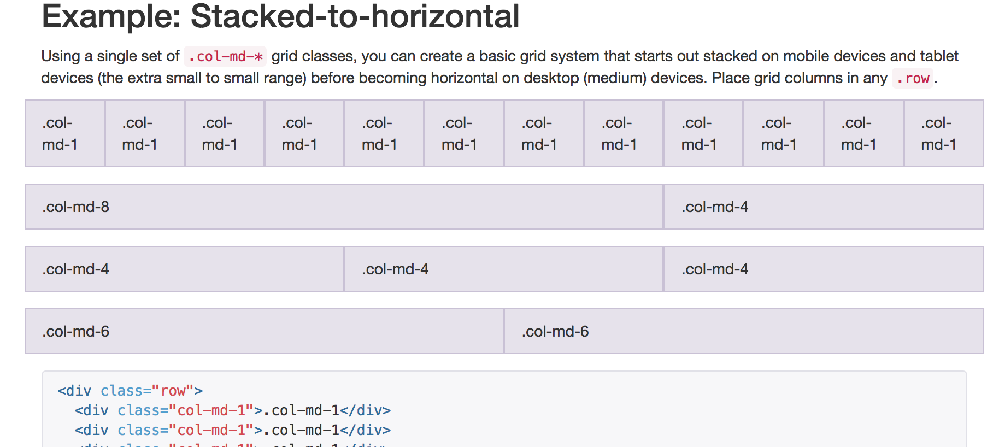 Example: Stacked-to-horizontal
Using a single set of .col-md-* grid classes, you can create a basic grid system that starts out stacked on mobile devices and tablet
devices (the extra small to small range) before becoming horizontal on desktop (medium) devices. Place grid columns in any .row.
.col- .col- .col- .col- .col- .col- .col- .col- .col- .col- .col- .col-
md-1 md-1 md-1 md-1 md-1 md-1 md-1 md-1 md-1 md-1 md-1 md-1
.col-md-8 .col-md-4
.col-md-4 .col-md-4 .col-md-4
.col-md-6 .col-md-6
<div class="row">
<div class="col-md-1">.col-md-1</div>
<div class="col-md-1">.col-md-1</div>